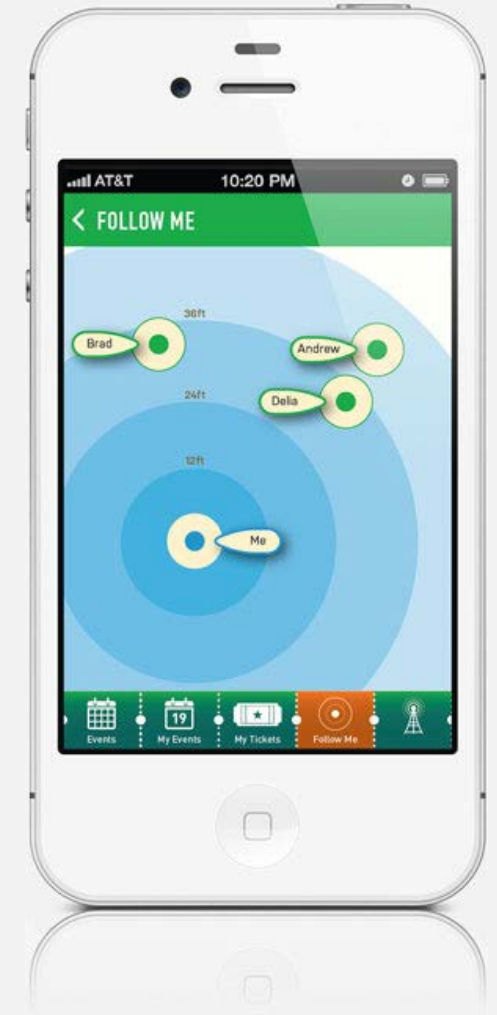 AT&T 10:20 PM
FOLLOW ME
36ft
Brad
Andrew
24ft
Delia
12ft
Me
19
Events My Events My Tickets Follow Me